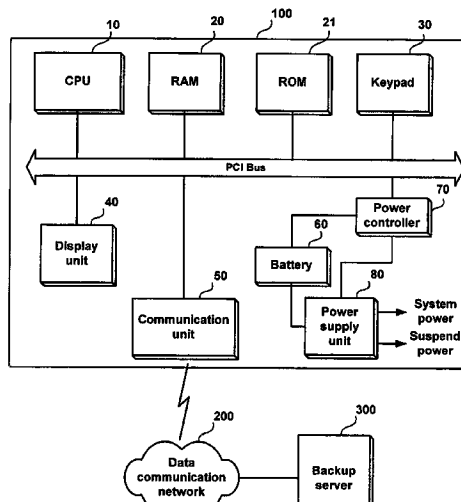 100
10
20
21
30
CPU
RAM
ROM
Keypad
PCI Bus
40
Display
unit
70
Power
controller
60
Battery
50
Communication
unit
80
Power
supply
unit
System
power
Suspend
power
200
Data
communication
network
300
Backup
server